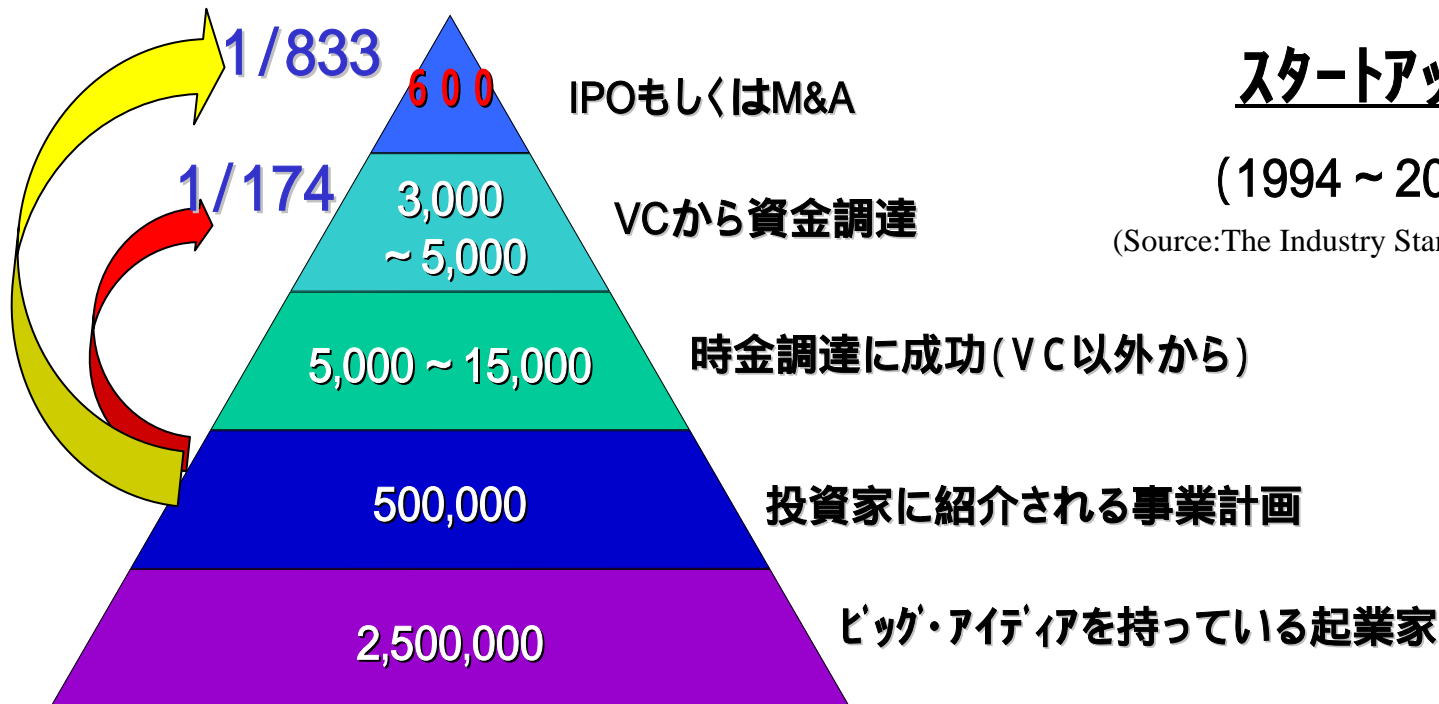 1/833
６００
IPOもしくはM&A
スタートアッ
(1994～20
(Source:The Industry Stan
1/174
3,000
～5,000
VCから資金調達
5,000～15,000
時金調達に成功(ＶＣ以外から)
500,000
投資家に紹介される事業計画
2,500,000
ﾋﾞｯｸﾞ･ｱｲﾃﾞｨｱを持っている起業家